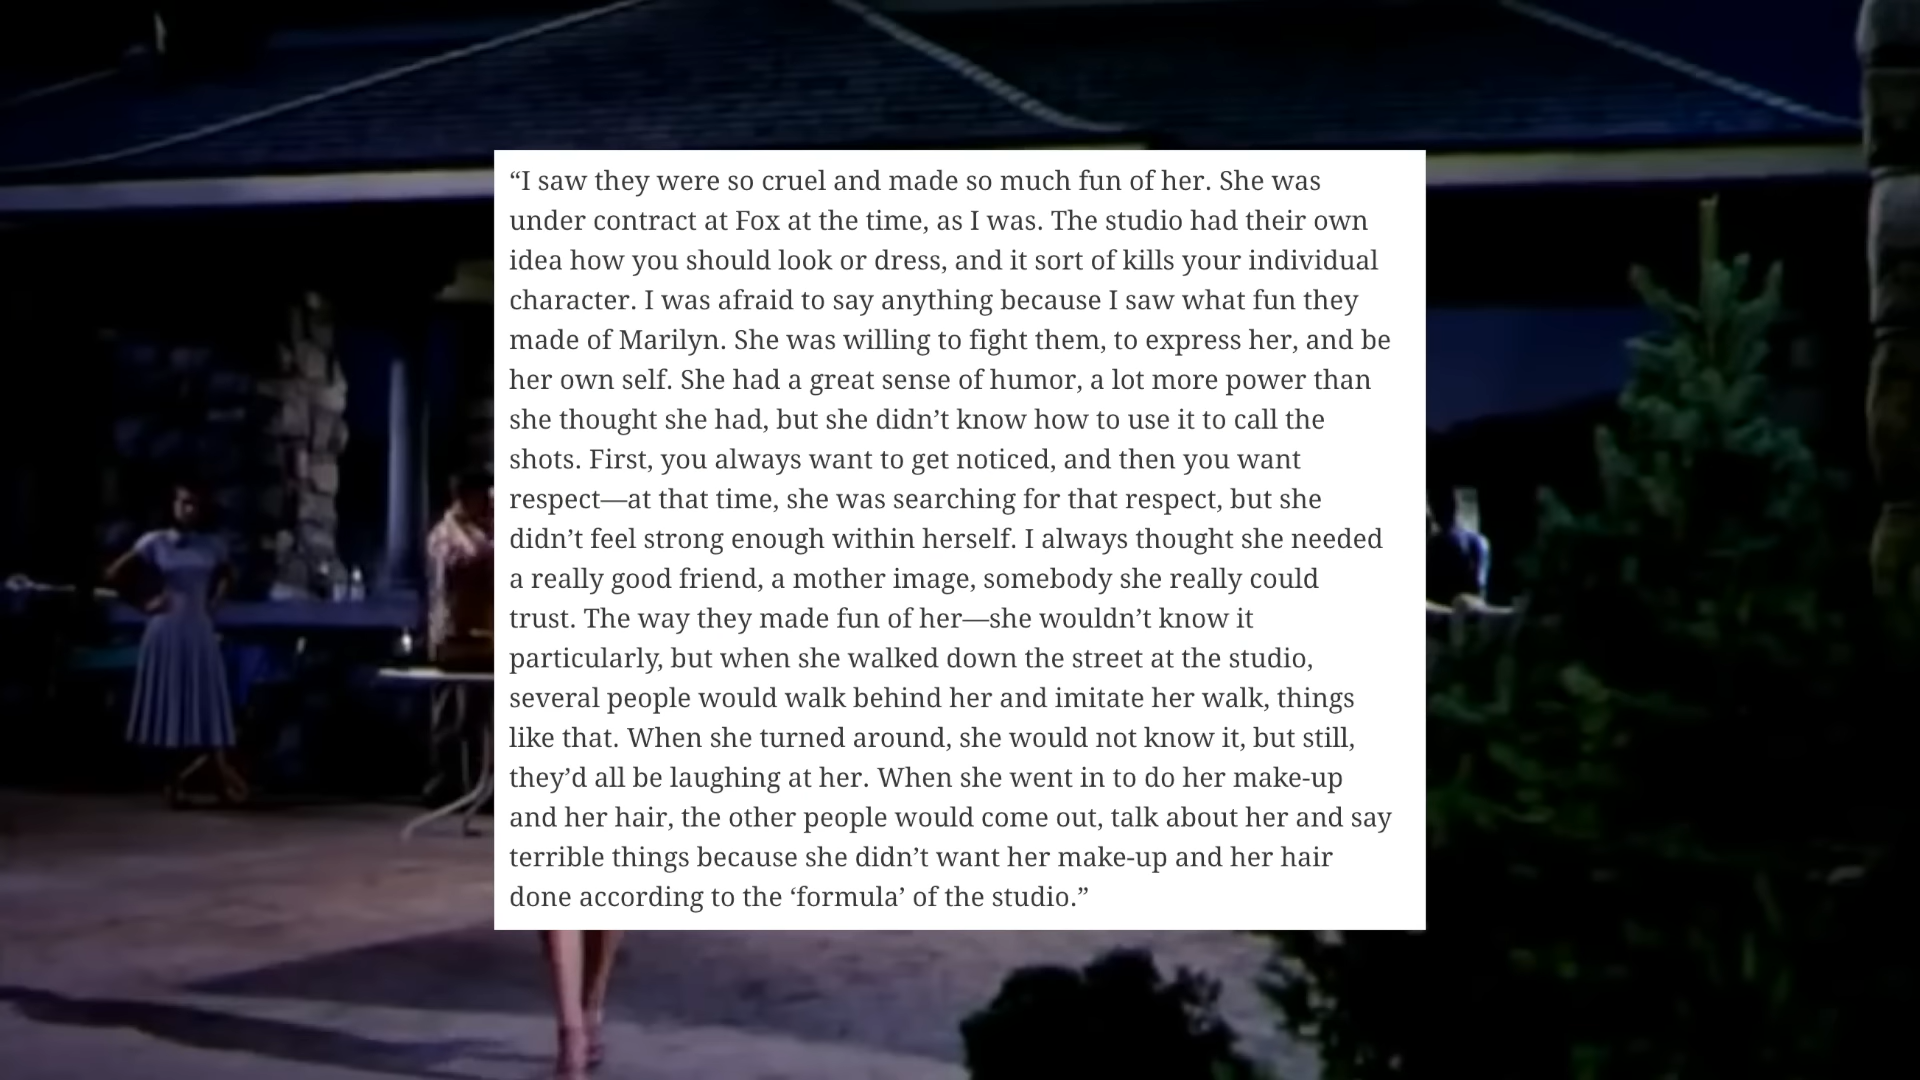 “I saw they were so cruel and made so much fun of her. She was
under contract at Fox at the time, as I was. The studio had their own
idea how you should look or dress, and it sort of kills your individual
character. I was afraid to say anything because I saw what fun they
made of Marilyn. She was willing to fight them, to express her, and be
her own self. She had a great sense of humor, a lot more power than
she thought she had, but she didn’t know how to use it to call the
shots. First, you always want to get noticed, and then you want
respect—at that time, she was searching for that respect, but she
didn’t feel strong enough within herself. I always thought she needed
a really good friend, a mother image, somebody she really could
trust. The way they made fun of her—she wouldn’t know it
particularly, but when she walked down the street at the studio,
several people would walk behind her and imitate her walk, things
like that. When she turned around, she would not know it, but still,
they’d all be laughing at her. When she went in to do her make-up
and her hair, the other people would come out, talk about her and say
terrible things because she didn’t want her make-up and her hair
done according to the ‘formula’ of the studio.”